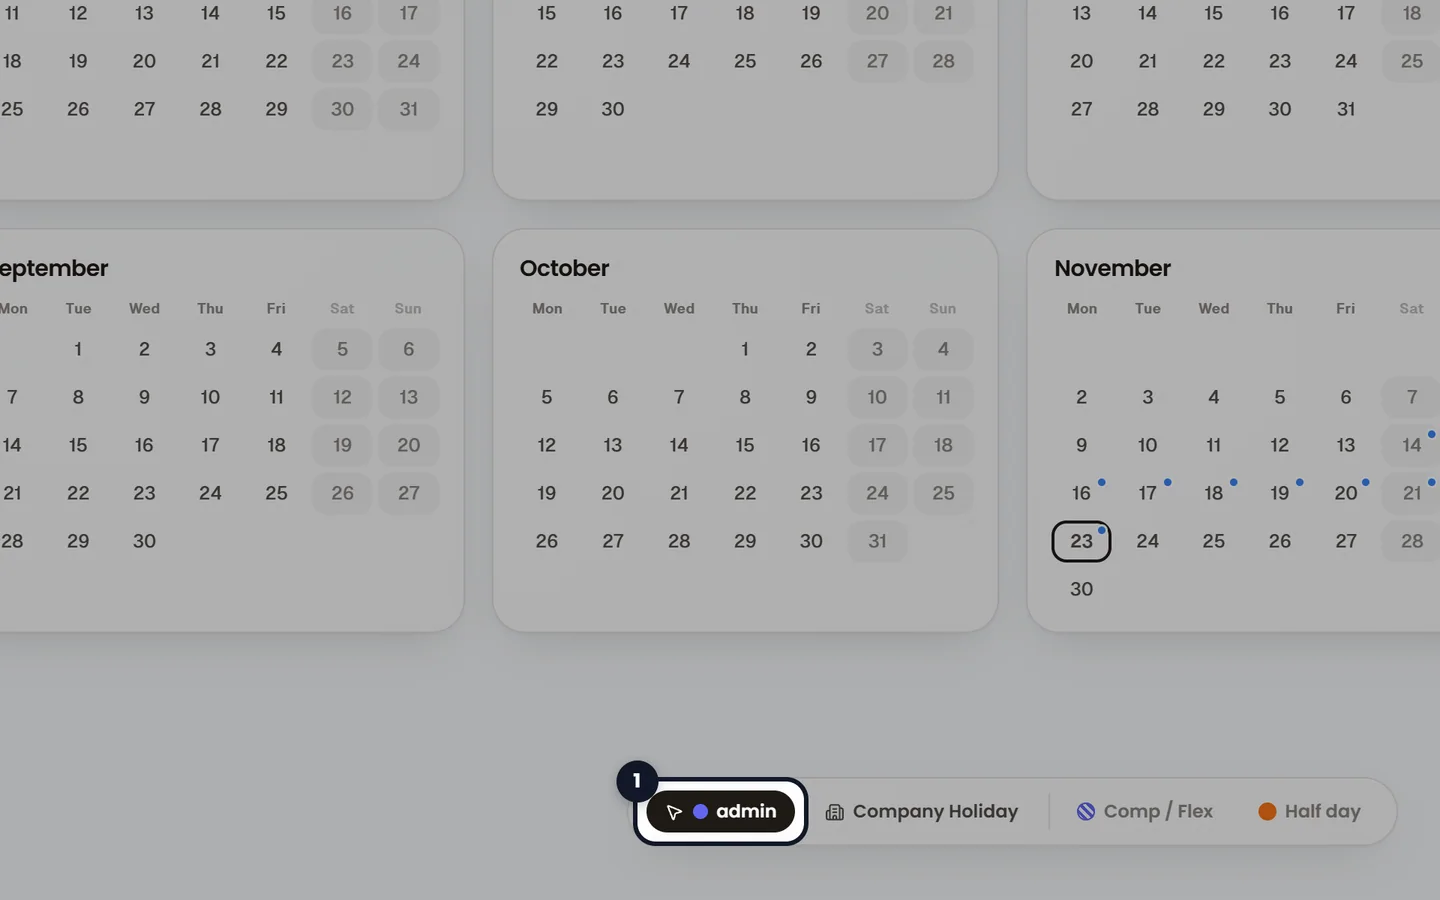 11 12 13 14 15 16 17
18 19 20 21 22 23 24
25 26 27 28 29 30 31
15 16 17 18 19 20 21
22 23 24 25 26 27 28
29 30
13 14 15 16 17 18
20 21 22 23 24 25
27 28 29 30 31
eptember
Mon Tue Wed Thu Fri Sat Sun
1 2 3 4 5 6
7 8 9 10 11 12 13
14 15 16 17 18 19 20
21 22 23 24 25 26 27
28 29 30
October
Mon Tue Wed Thu Fri Sat Sun
1 2 3 4
5 6 7 8 9 10 11
12 13 14 15 16 17 18
19 20 21 22 23 24 25
26 27 28 29 30 31
November
Mon Tue Wed Thu Fri Sat
2 3 4 5 6 7
9 10 11 12 13 14
16 17 18 19 20 21
23 24 25 26 27 28
30
1
admin Company Holiday Comp / Flex Half day